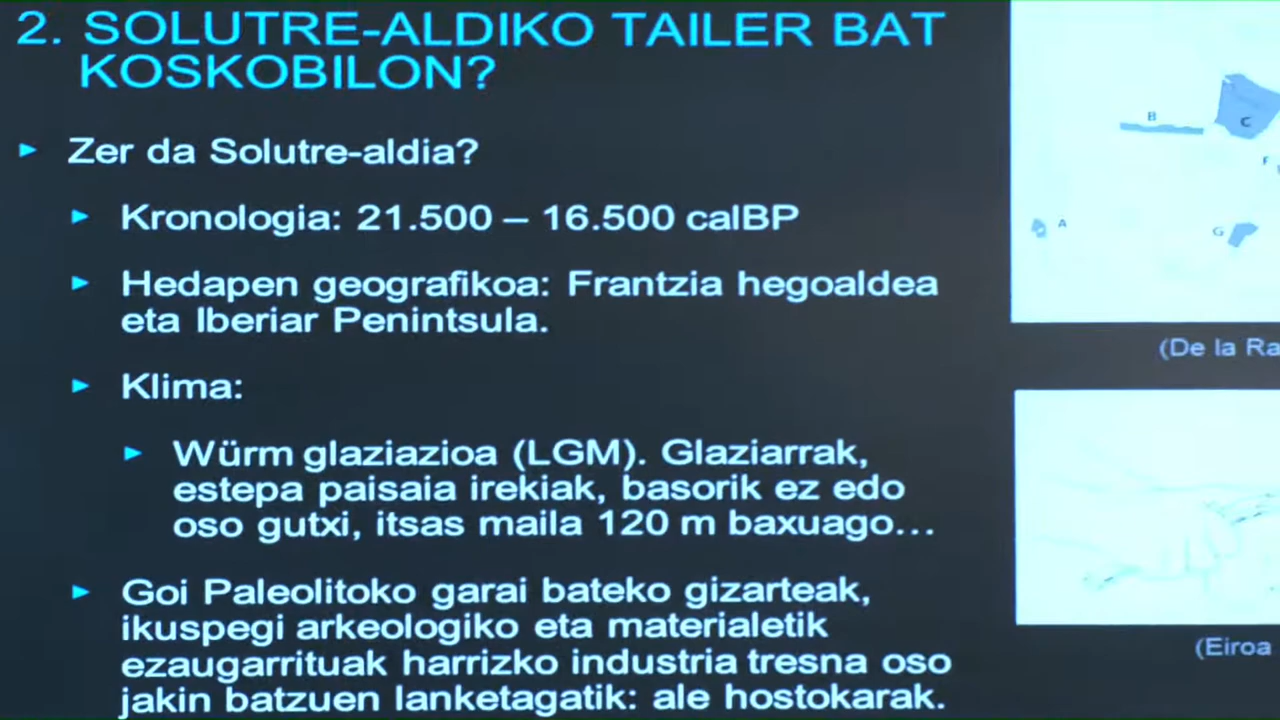 2. SOLUTRE-ALDIKO TAILER BAT
KOSKOBILON?
► Zer da Solutre-aldia?
► Kronologia: 21.500 – 16.500 calBP
► Hedapen geografikoa: Frantzia hegoaldea
eta Iberiar Penintsula.
► Klima:
► Würm glaziazioa (LGM). Glaziarrak,
estepa paisaia irekiak, basorik ez edo
oso gutxi, itsas maila 120 m baxuago…
► Goi Paleolitoko garai bateko gizarteak,
ikuspegi arkeologiko eta materialetik
ezaugarrituak harrizko industria tresna oso
jakin batzuen lanketagatik: ale hostokarak.
B
C
F
A
G
(De la Ra
(Eiroa